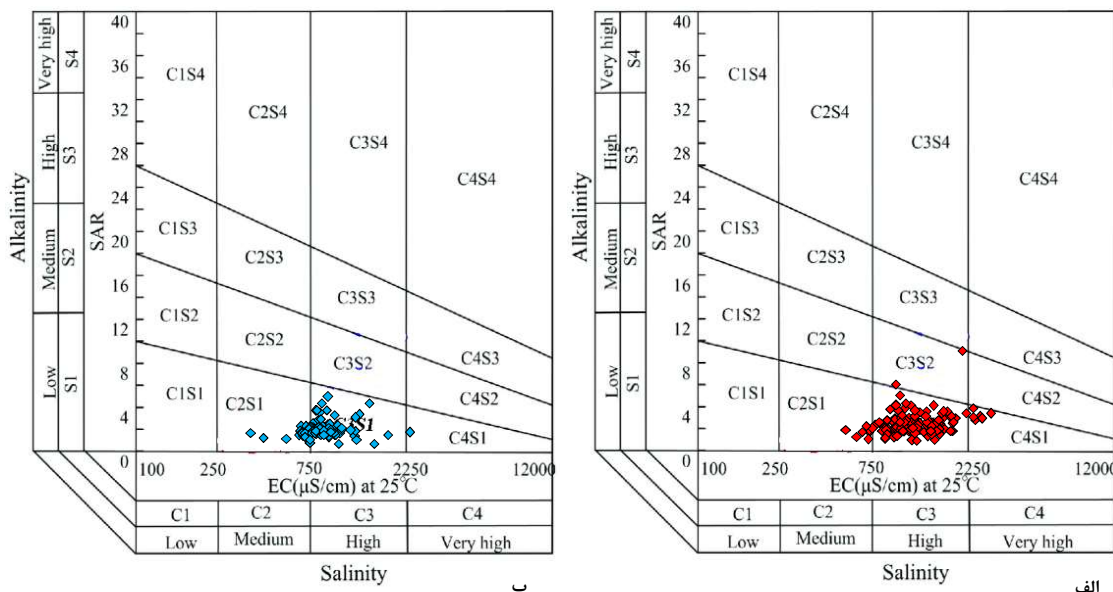 Alkalinity
Very high
High
Medium
Low
S4
S3
S2
S1
SAR
40
36
32
28
24
20
16
12
8
4
0
C1S4
C2S4
C3S4
C4S4
C1S3
C2S3
C3S3
C4S3
C1S2
C2S2
C3S2
C4S2
C1S1
C2S1
C4S1
100 250 750 2250 12000
EC(μS/cm) at 25°C
C1 C2 C3 C4
Low Medium High Very high
Salinity
ب
Alkalinity
Very high
High
Medium
Low
S4
S3
S2
S1
SAR
40
36
32
28
24
20
16
12
8
4
0
C1S4
C2S4
C3S4
C4S4
C1S3
C2S3
C3S3
C4S3
C1S2
C2S2
C3S2
C4S2
C1S1
C2S1
C4S1
100 250 750 2250 12000
EC(μS/cm) at 25°C
C1 C2 C3 C4
Low Medium High Very high
Salinity
الف